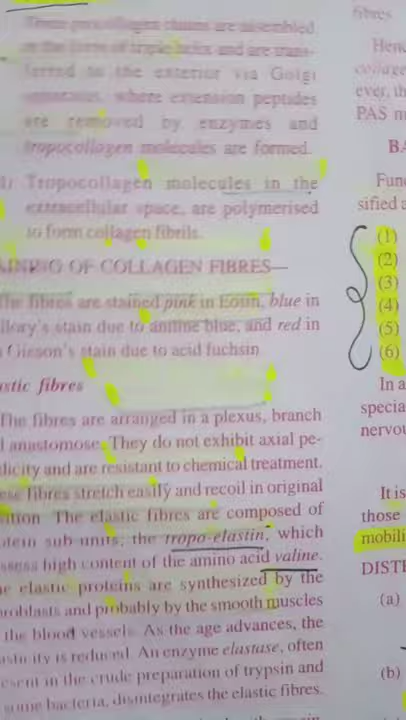 These procollagen chains are assembled
in the form of triple helix and are trans-
ferred to the exterior via Golgi
apparatus, where extension peptides
are removed by enzymes and
tropocollagen molecules are formed.
Tropocollagen molecules in the
extracellular space, are polymerised
to form collagen fibrils.
AINING OF COLLAGEN FIBRES—
The fibres are stained pink in Eosin, blue in
llory's stain due to aniline blue, and red in
Gieson's stain due to acid fuchsin
astic fibres
The fibres are arranged in a plexus, branch
anastomose. They do not exhibit axial pe-
dicity and are resistant to chemical treatment.
ese fibres stretch easily and recoil in original
sition. The elastic fibres are composed of
otein sub-units, the tropo-elastin, which
ssess high content of the amino acid valine.
he elastic proteins are synthesized by the
roblasts and probably by the smooth muscles
the blood vessels. As the age advances, the
asticity is reduced. An enzyme elastase, often
esent in the crude preparation of trypsin and
some bacteria, disintegrates the elastic fibres.
fibres
Hen
collage
ever, th
PAS m
BA
Func
sified a
(1)
(2)
(3)
(4)
(5)
(6)
In a
specia
nervou
It is
those
mobili
DIST
(a)
(b)